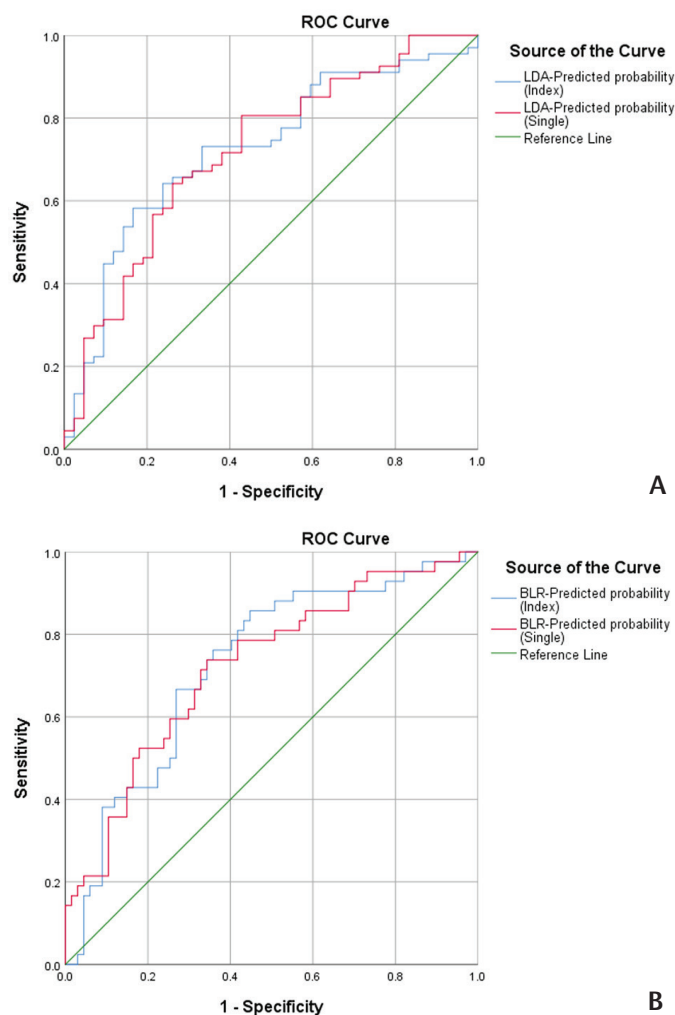 ROC Curve
Source of the Curve
LDA-Predicted probability
(Index)
LDA-Predicted probability
(Single)
Reference Line
1.0
0.8
0.6
0.4
0.2
0.0
Sensitivity
0.0 0.2 0.4 0.6 0.8 1.0
1 - Specificity
A
ROC Curve
Source of the Curve
BLR-Predicted probability
(Index)
BLR-Predicted probability
(Single)
Reference Line
1.0
0.8
0.6
0.4
0.2
0.0
Sensitivity
0.0 0.2 0.4 0.6 0.8 1.0
1 - Specificity
B